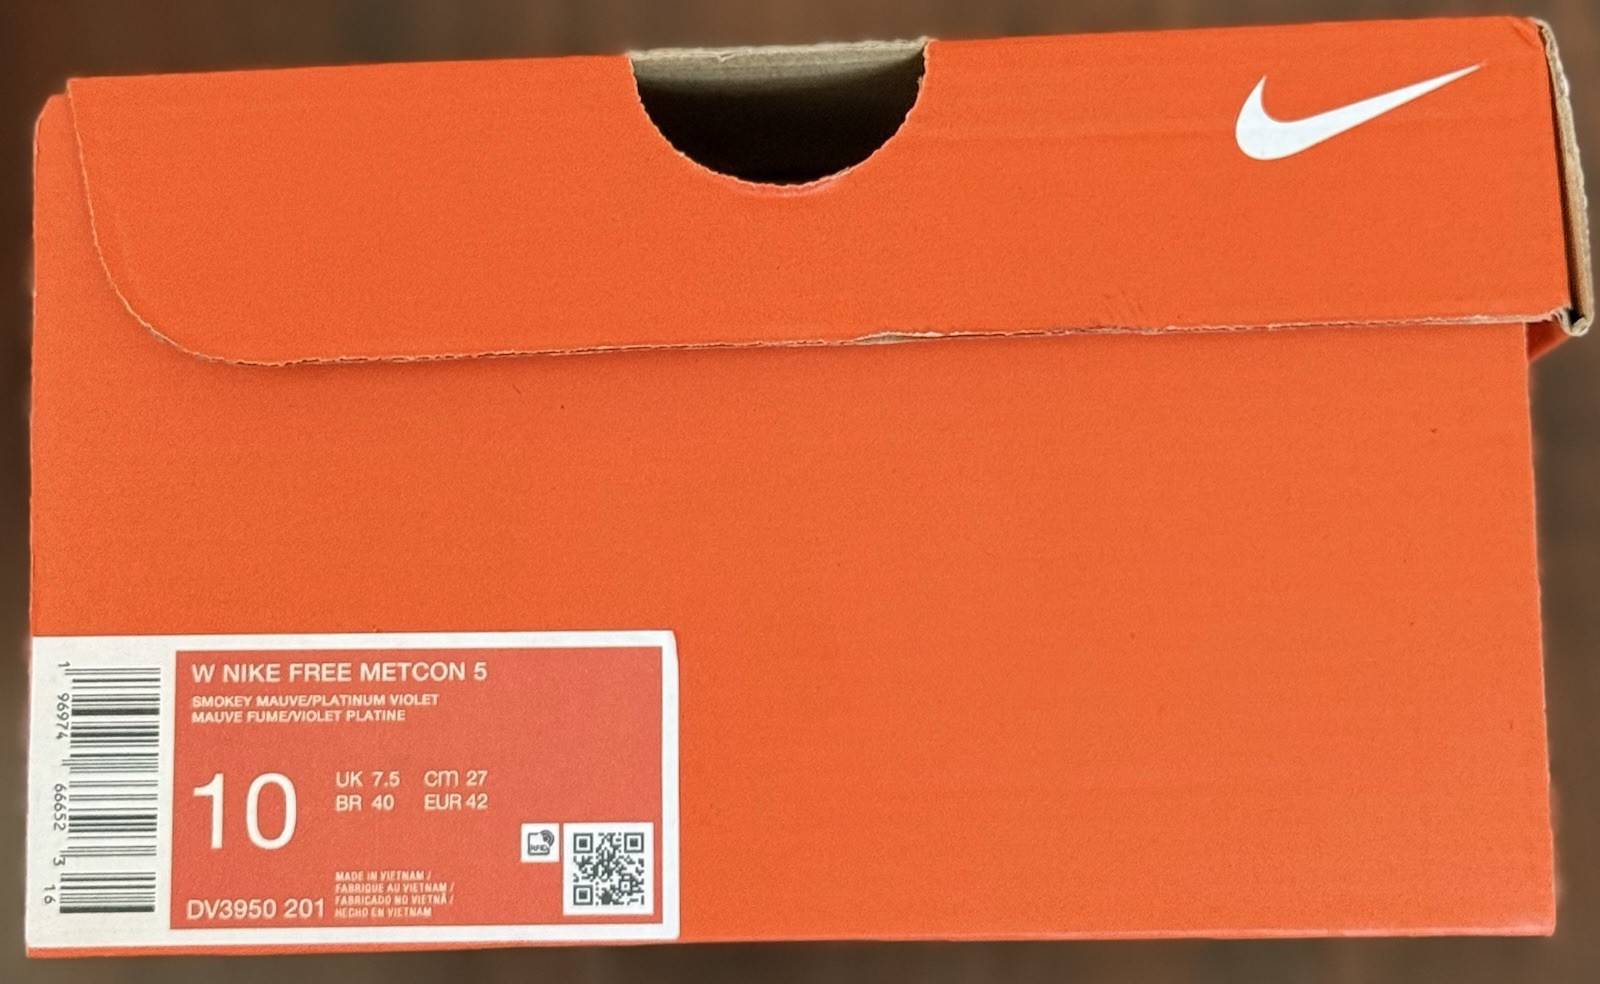 W NIKE FREE METCON 5
SMOKEY MAUVE/PLATINUM VIOLET
MAUVE FUME/VIOLET PLATINE
10
UK 7.5 CM 27
BR 40 EUR 42
MADE IN VIETNAM /
FABRIQUE AU VIETNAM /
FABRICADO NO VIETNÃ /
HECHO EN VIETNAM
DV3950 201
RFID
1 96974 66652 3 16